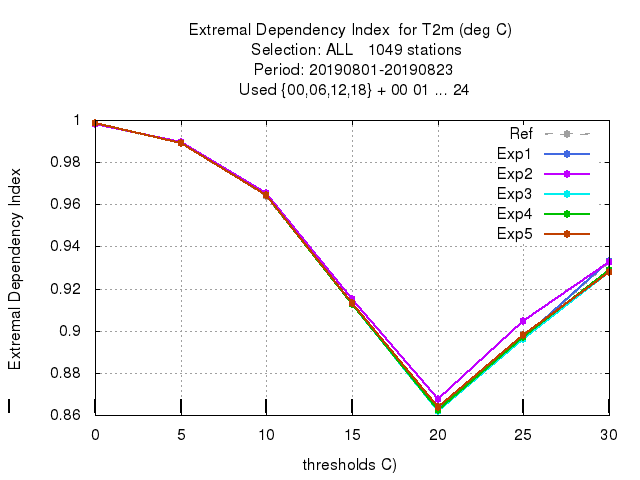 Extremal Dependency Index  for T2m (deg C)
Selection: ALL   1049 stations
Period: 20190801-20190823
Used {00,06,12,18} + 00 01 ... 24
Extremal Dependency Index
1
0.98
0.96
0.94
0.92
0.9
0.88
0.86
Ref
Exp1
Exp2
Exp3
Exp4
Exp5
0 5 10 15 20 25 30
thresholds C)